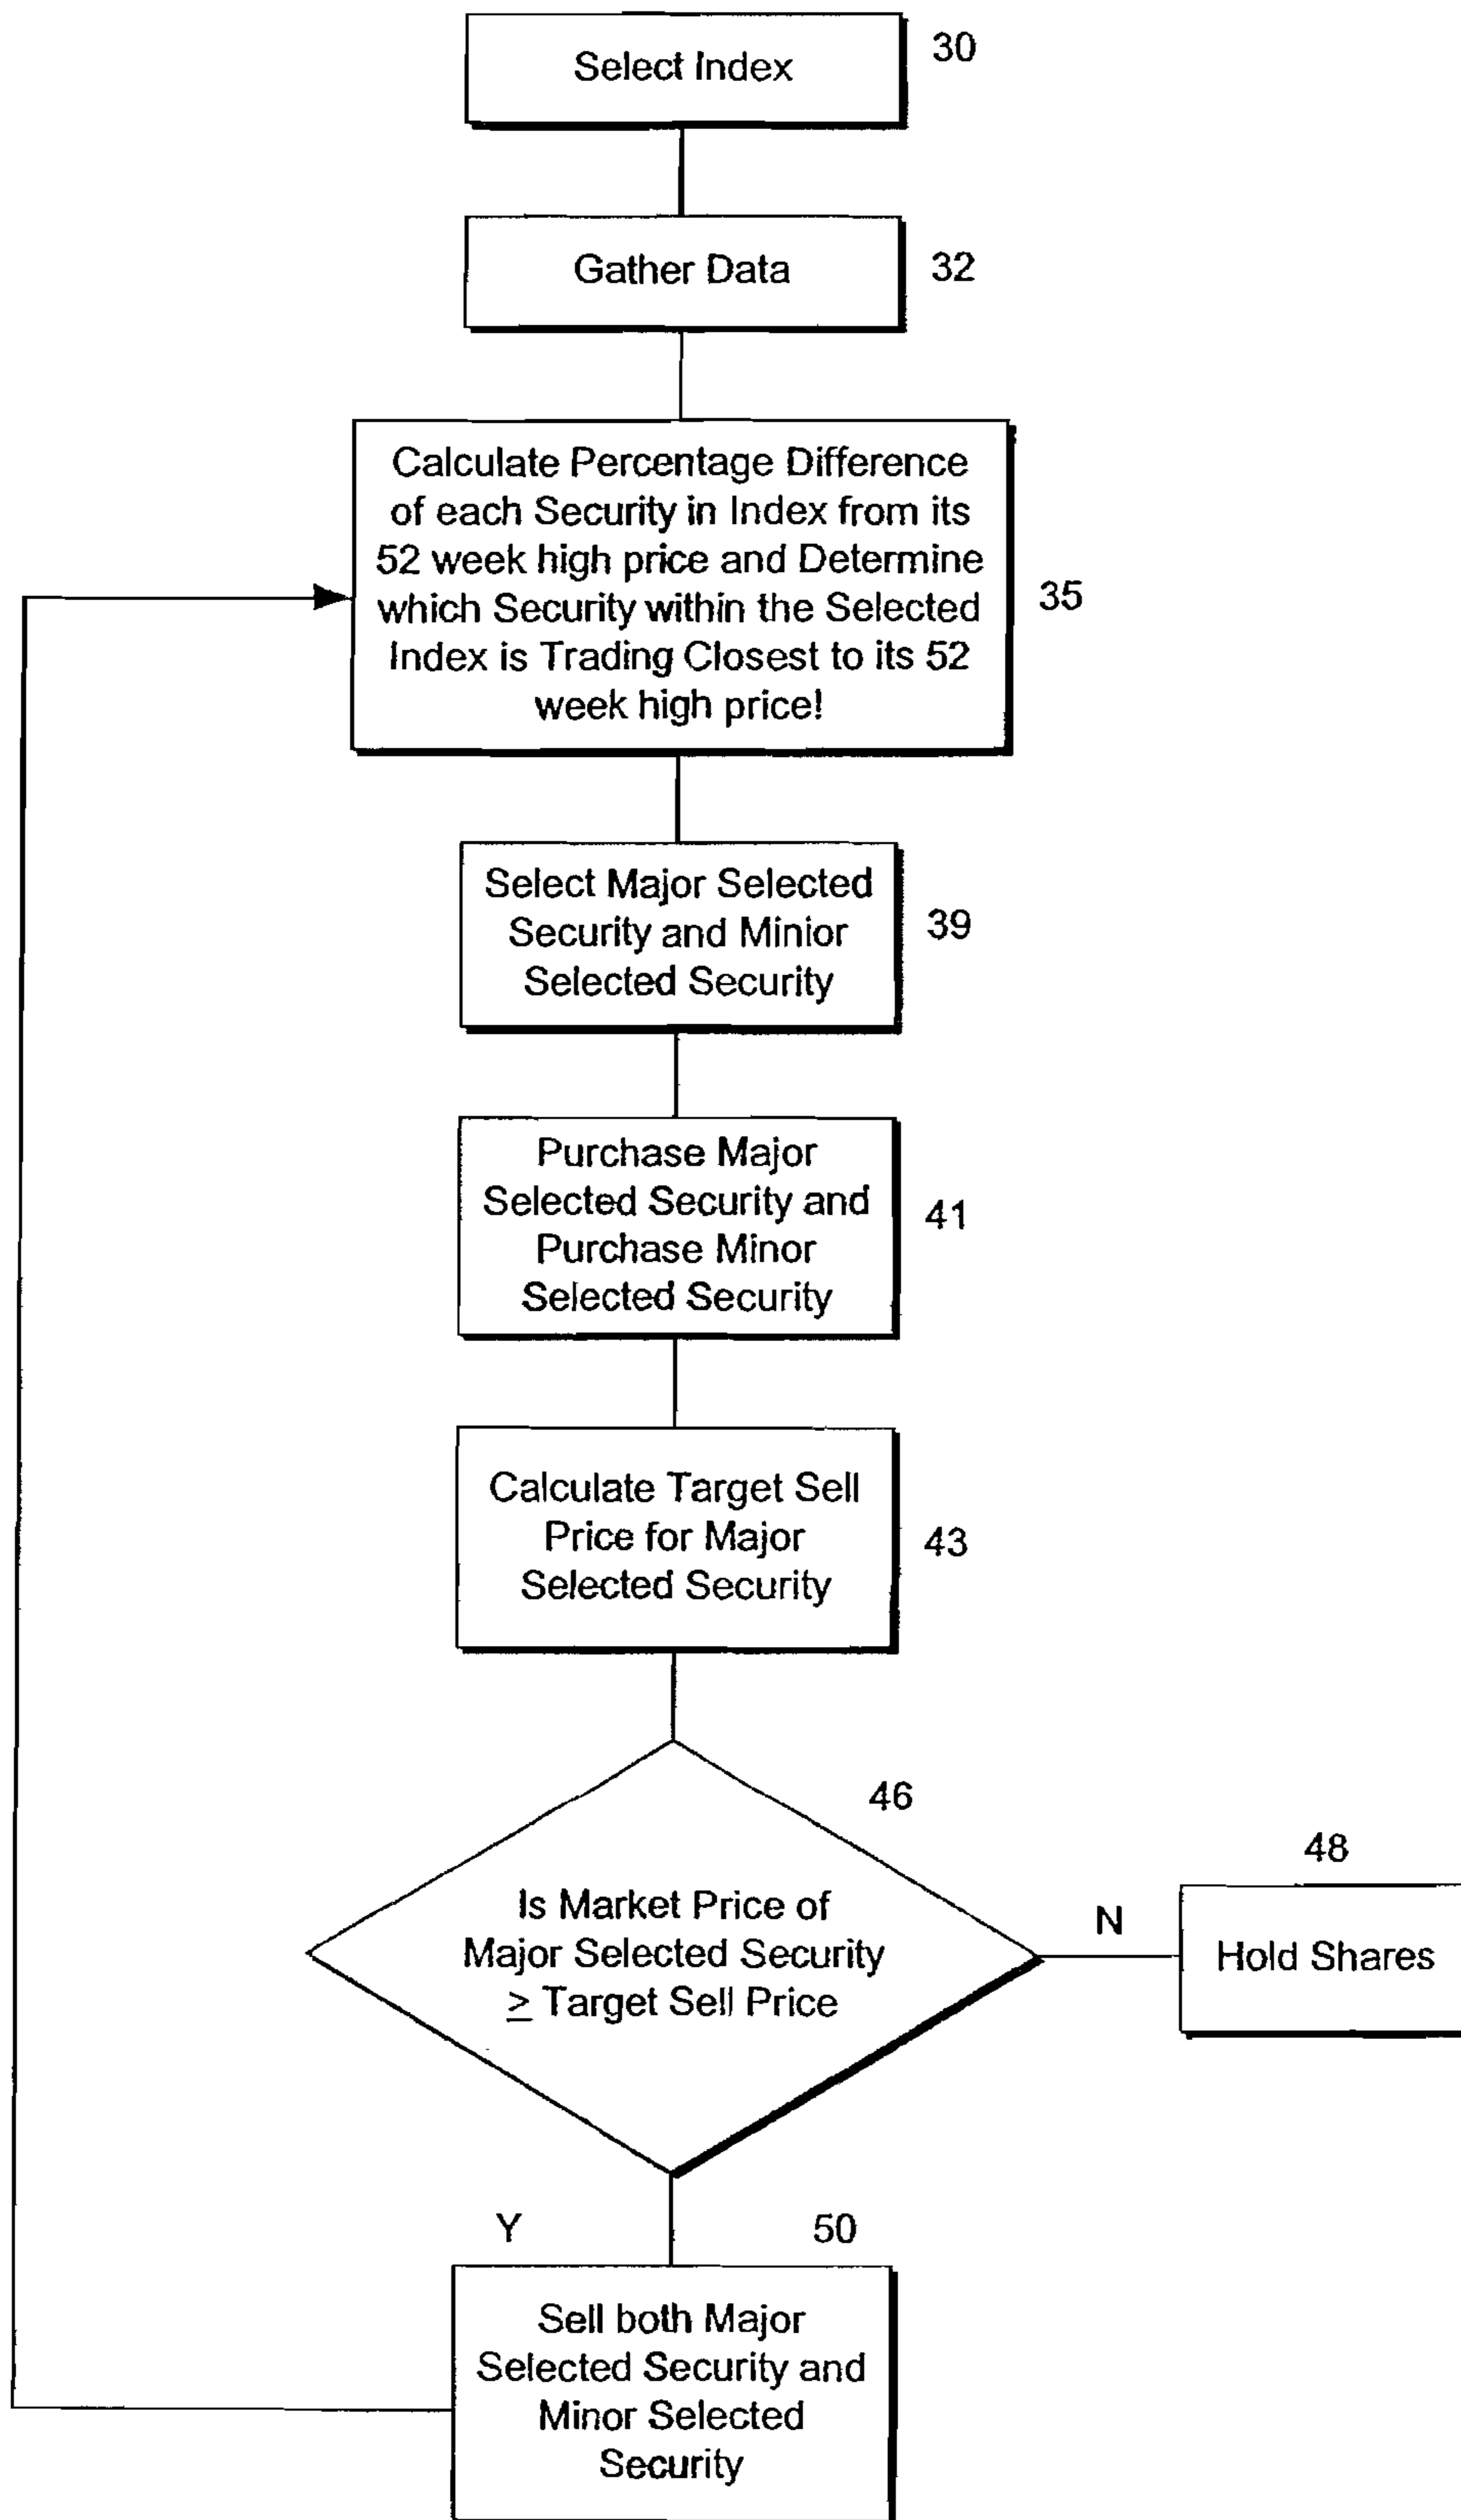 Select Index
30
Gather Data
32
Calculate Percentage Difference
of each Security in Index from its
52 week high price and Determine
which Security within the Selected
Index is Trading Closest to its 52
week high price!
35
Select Major Selected
Security and Minior
Selected Security
39
Purchase Major
Selected Security and
Purchase Minor
Selected Security
41
Calculate Target Sell
Price for Major
Selected Security
43
46
Is Market Price of
Major Selected Security
≥ Target Sell Price
N
48
Hold Shares
Y
50
Sell both Major
Selected Security and
Minor Selected
Security